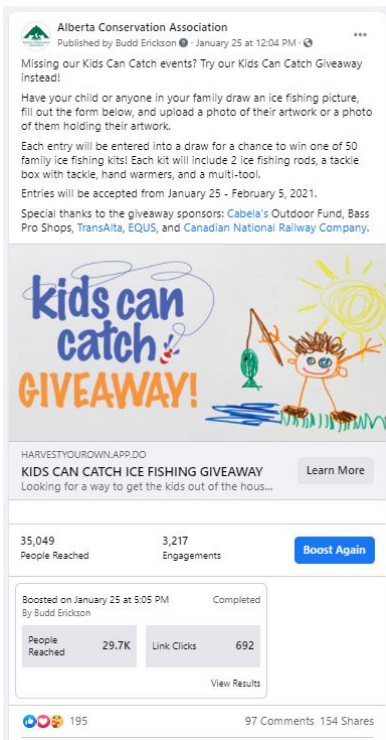 Alberta Conservation Association
Published by Budd Erickson · January 25 at 12:04 PM ·
Missing our Kids Can Catch events? Try our Kids Can Catch Giveaway
instead!
Have your child or anyone in your family draw an ice fishing picture,
fill out the form below, and upload a photo of their artwork or a photo
of them holding their artwork.
Each entry will be entered into a draw for a chance to win one of 50
family ice fishing kits! Each kit will include 2 ice fishing rods, a tackle
box with tackle, hand warmers, and a multi-tool.
Entries will be accepted from January 25 - February 5, 2021.
Special thanks to the giveaway sponsors: Cabela's Outdoor Fund, Bass
Pro Shops, TransAlta, EQUS, and Canadian National Railway Company.
kids can
catch
GIVEAWAY!
HARVESTYOUROWN.APP.DO
KIDS CAN CATCH ICE FISHING GIVEAWAY
Looking for a way to get the kids out of the hous...
Learn More
35,049
People Reached
3,217
Engagements
Boost Again
Boosted on January 25 at 5:05 PM
Completed
By Budd Erickson
People
Reached
29.7K
Link Clicks
692
View Results
195
97 Comments 154 Shares